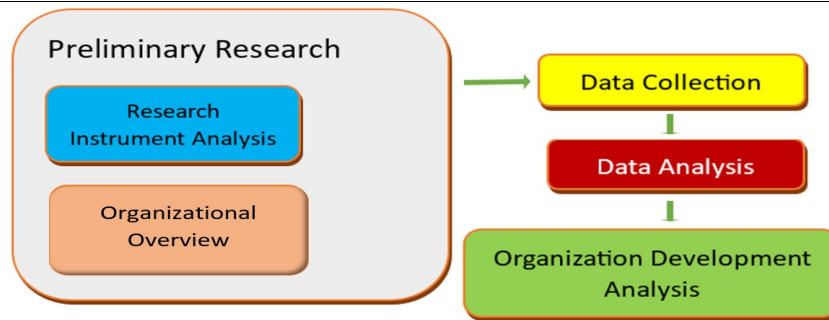 Preliminary Research
Research
Instrument Analysis
Organizational
Overview
Data Collection
Data Analysis
Organization Development
Analysis